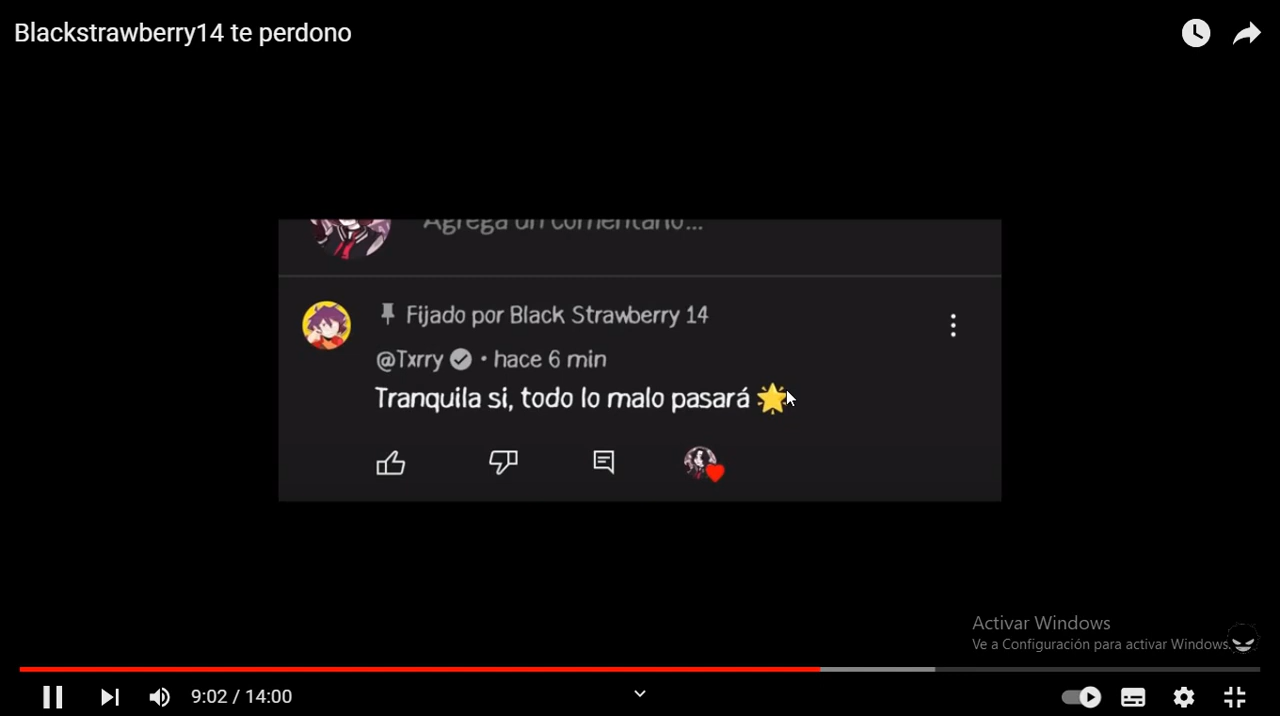 Blackstrawberry14 te perdono
Agrega un comentario...
Fijado por Black Strawberry 14
@Txrry • hace 6 min
Tranquila si, todo lo malo pasará 🌟
Activar Windows
Ve a Configuración para activar Windows.
9:02 / 14:00